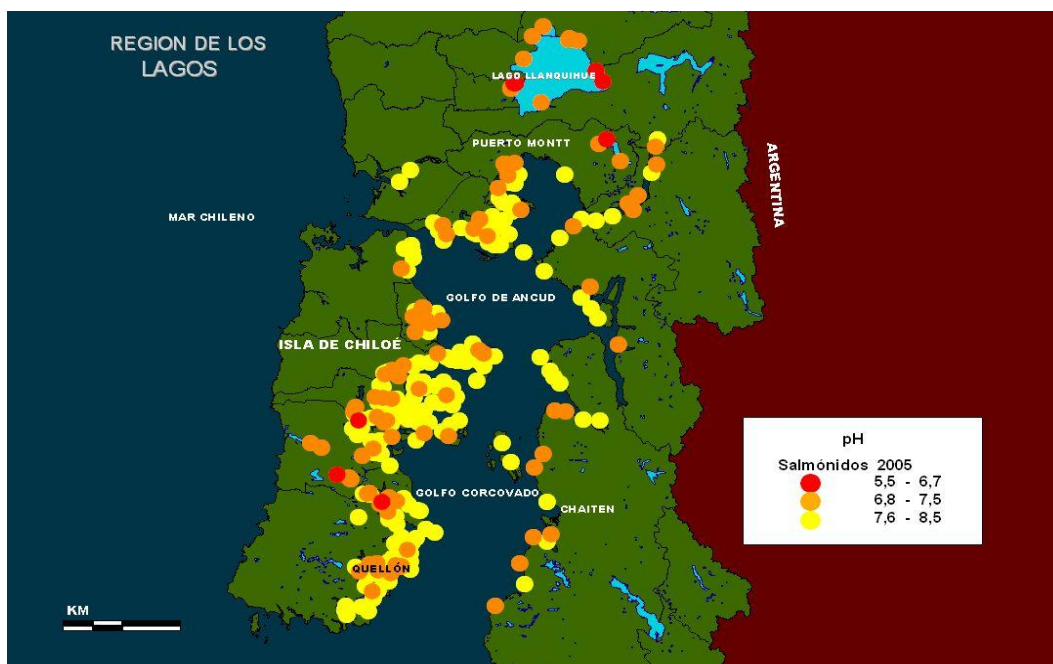 REGION DE LOS
LAGOS
LAGO LLANQUIHUE
PUERTO MONTT
ARGENTINA
MAR CHILENO
GOLFO DE ANCUD
ISLA DE CHILOÉ
GOLFO CORCOVADO
CHAITEN
QUELLÓN
KM
pH
Salmónidos 2005
5,5 - 6,7
6,8 - 7,5
7,6 - 8,5